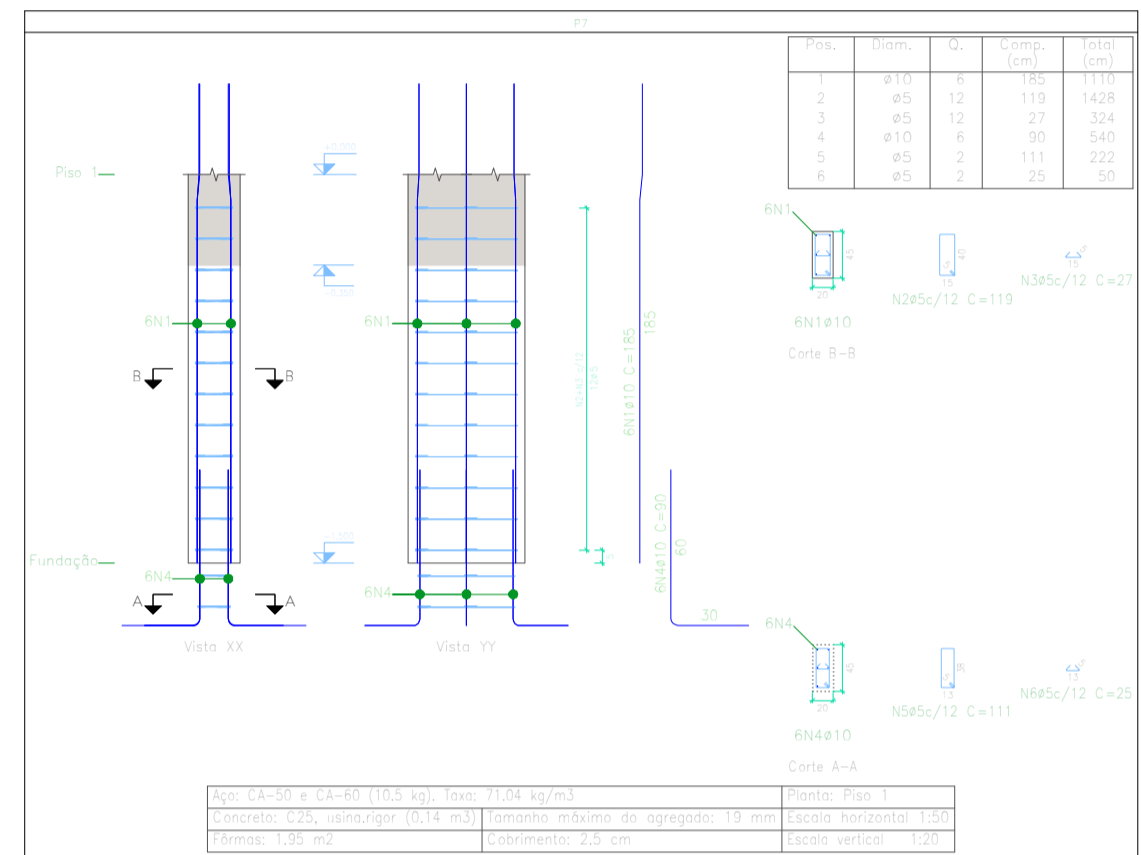 P7
Pos. Diam. Q. Comp. (cm) Total (cm)
1 ø10 6 185 1110
2 ø5 12 119 1428
3 ø5 12 27 324
4 ø10 6 90 540
5 ø5 2 111 222
6 ø5 2 25 50
Piso 1
+0.000
6N1
B B
Fundação
6N4
A A
Vista XX
6N1
6N4
Vista YY
N2+N3 c/12
12ø5
5
6N1ø10 C=185
185
6N4ø10 C=90
60
30
6N1
45
20
6N1ø10
Corte B-B
40
15
N2ø5c/12 C=119
15
N3ø5c/12 C=27
6N4
45
20
6N4ø10
Corte A-A
38
13
N5ø5c/12 C=111
13
N6ø5c/12 C=25
Aço: CA-50 e CA-60 (10.5 kg). Taxa: 71.04 kg/m3 Planta: Piso 1
Concreto: C25, usina.rigor (0.14 m3) Tamanho máximo do agregado: 19 mm Escala horizontal 1:50
Fôrmas: 1.95 m2 Cobrimento: 2.5 cm Escala vertical 1:20